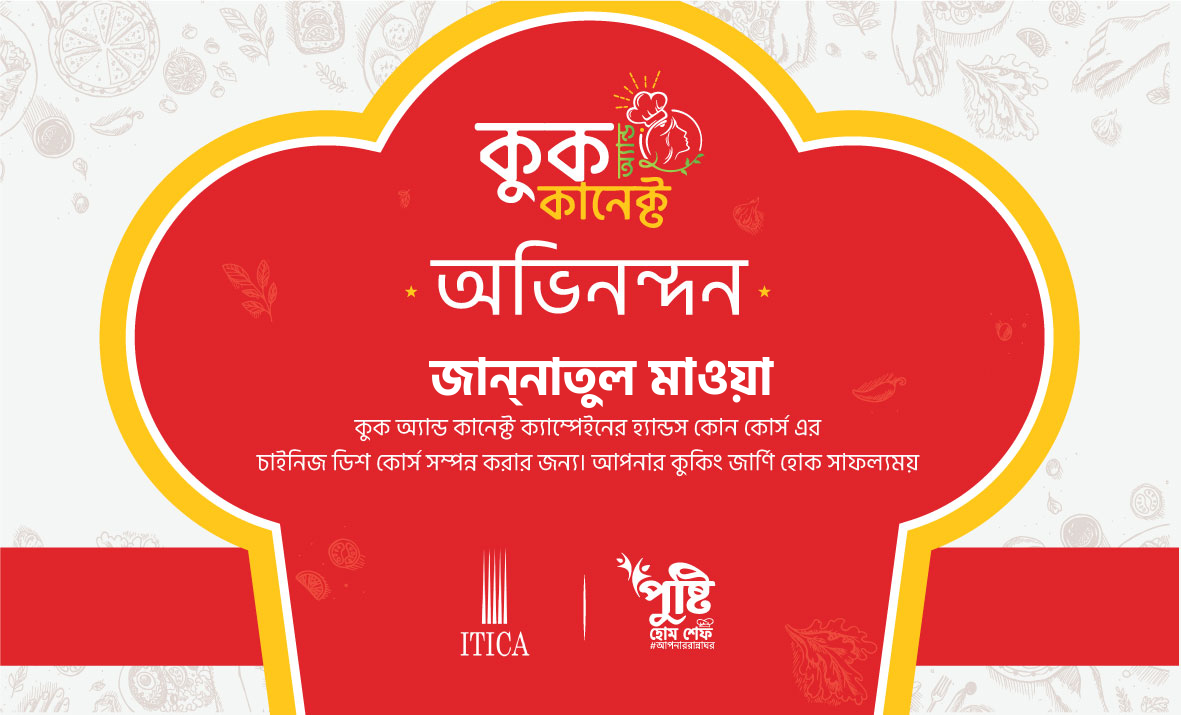 কুক অ্যান্ড
কানেক্ট
অভিনন্দন
জান্‌নাতুল মাওয়া
কুক অ্যান্ড কানেক্ট ক্যাম্পেইনের হ্যান্ডস কোন কোর্স এর
চাইনিজ ডিশ কোর্স সম্পন্ন করার জন্য। আপনার কুকিং জার্ণি হোক সাফল্যময়
ITICA
পুষ্টি
হোম শেফ
#আপনাররান্নাঘর